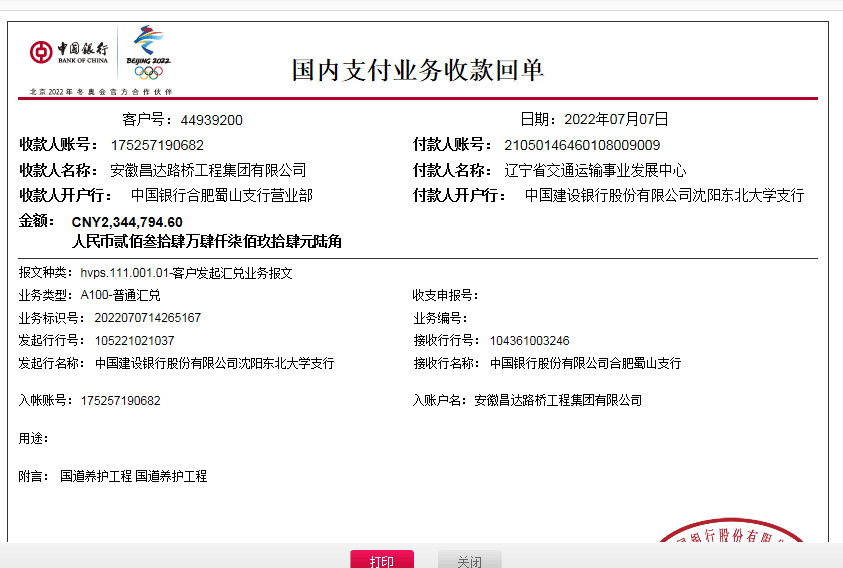 中国银行
BANK OF CHINA
BEIJING 2022
北京2022年冬奥会官方合作伙伴
国内支付业务收款回单
客户号：44939200 日期：2022年07月07日
收款人账号：175257190682 付款人账号：21050146460108009009
收款人名称：安徽昌达路桥工程集团有限公司 付款人名称：辽宁省交通运输事业发展中心
收款人开户行：中国银行合肥蜀山支行营业部 付款人开户行：中国建设银行股份有限公司沈阳东北大学支行
金额：CNY2,344,794.60
人民币贰佰叁拾肆万肆仟柒佰玖拾肆元陆角
报文种类：hvps.111.001.01-客户发起汇兑业务报文
业务类型：A100-普通汇兑 收支申报号：
业务标识号：2022070714265167 业务编号：
发起行行号：105221021037 接收行行号：104361003246
发起行名称：中国建设银行股份有限公司沈阳东北大学支行 接收行名称：中国银行股份有限公司合肥蜀山支行
入帐账号：175257190682 入账户名：安徽昌达路桥工程集团有限公司
用途：
附言：国道养护工程 国道养护工程
银行股份有限
打印 关闭